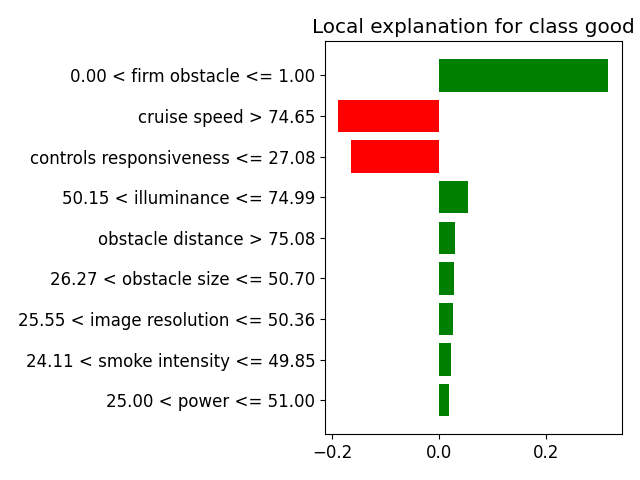 Local explanation for class good
0.00 < firm obstacle <= 1.00
cruise speed > 74.65
controls responsiveness <= 27.08
50.15 < illuminance <= 74.99
obstacle distance > 75.08
26.27 < obstacle size <= 50.70
25.55 < image resolution <= 50.36
24.11 < smoke intensity <= 49.85
25.00 < power <= 51.00
−0.2 0.0 0.2